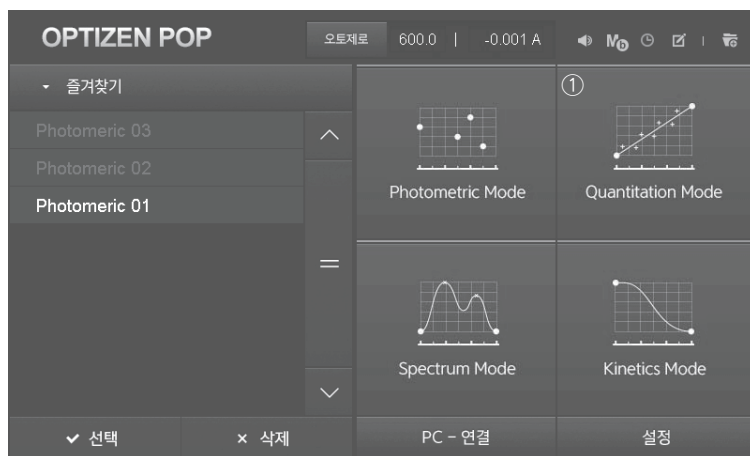 OPTIZEN POP
오토제로 600.0 | -0.001 A
즐겨찾기
Photomeric 03
Photomeric 02
Photomeric 01
①
Photometric Mode
Quantitation Mode
Spectrum Mode
Kinetics Mode
선택
삭제
PC - 연결
설정